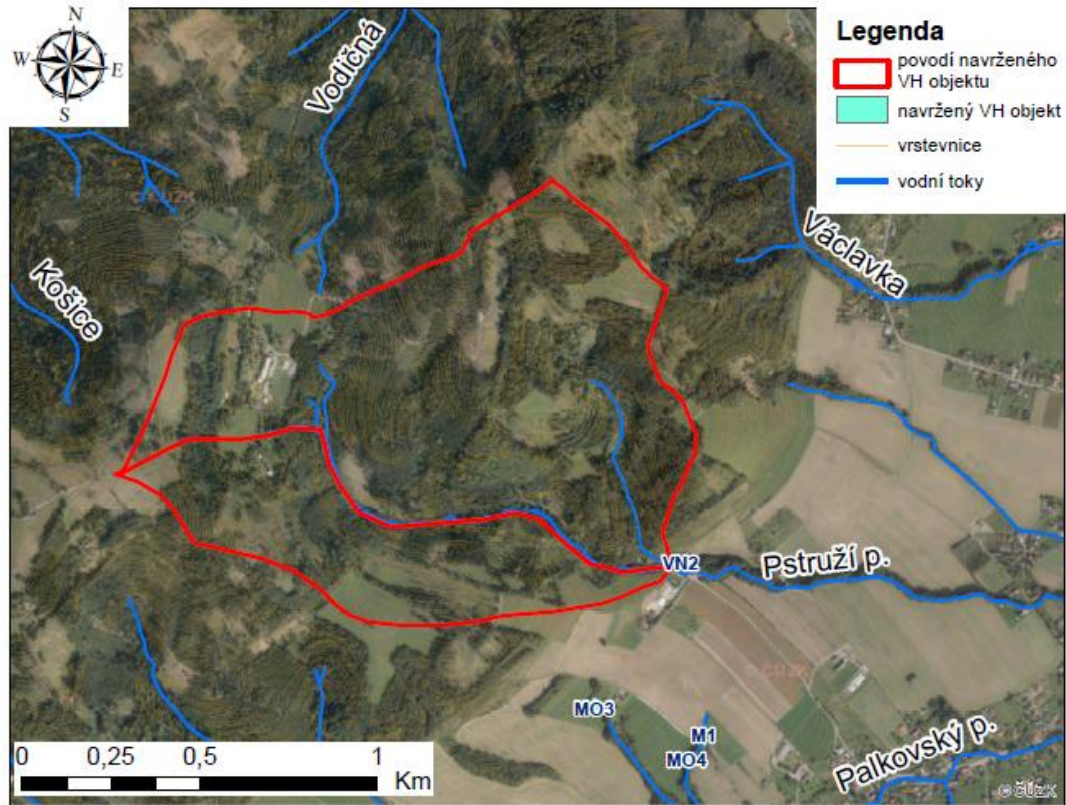 N
W
E
S
Legenda
povodí navrženého
VH objektu
navržený VH objekt
vrstevnice
vodní toky
Vodičná
Košice
Václavka
VN2
Pstruží p.
© ČÚZK
MO3
M1
MO4
Palkovský p.
0 0,25 0,5 1
Km
© ČÚZK